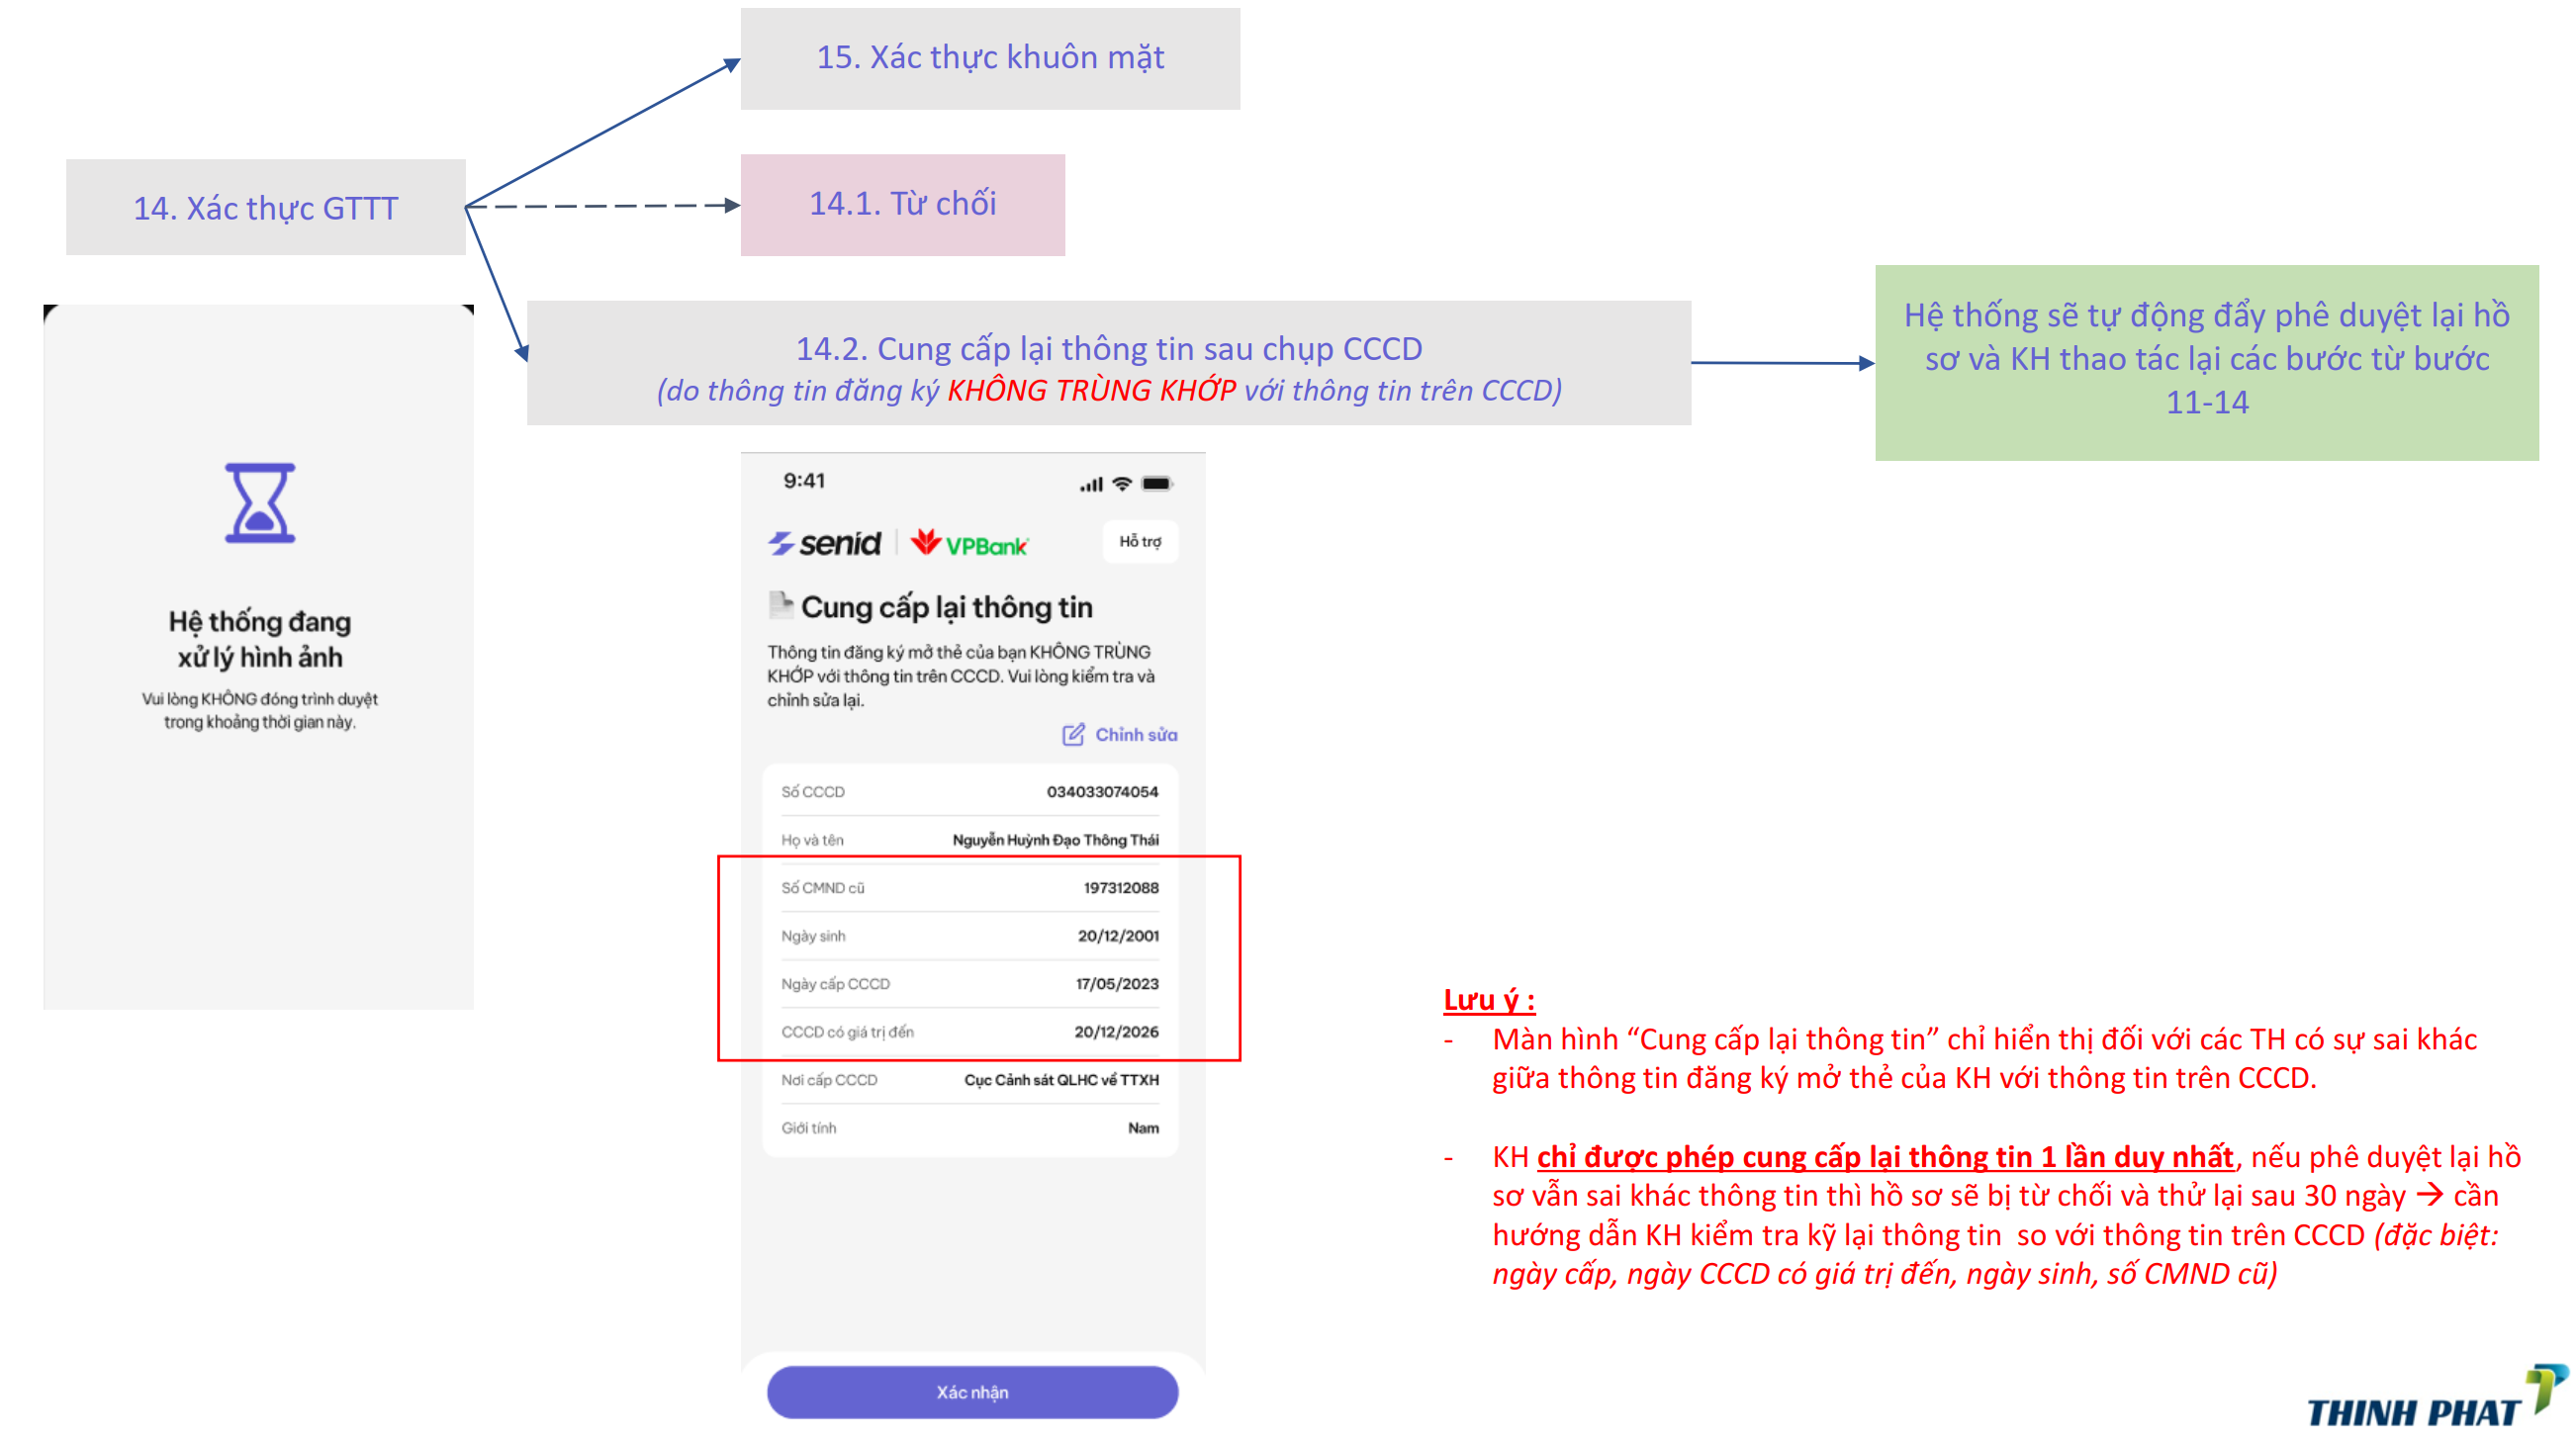 15. Xác thực khuôn mặt
14. Xác thực GTTT
14.1. Từ chối
14.2. Cung cấp lại thông tin sau chụp CCCD
(do thông tin đăng ký KHÔNG TRÙNG KHỚP với thông tin trên CCCD)
Hệ thống sẽ tự động đẩy phê duyệt lại hồ
sơ và KH thao tác lại các bước từ bước
11-14
Hệ thống đang
xử lý hình ảnh
Vui lòng KHÔNG đóng trình duyệt
trong khoảng thời gian này.
9:41
senid VPBank Hỗ trợ
Cung cấp lại thông tin
Thông tin đăng ký mở thẻ của bạn KHÔNG TRÙNG
KHỚP với thông tin trên CCCD. Vui lòng kiểm tra và
chỉnh sửa lại.
Chỉnh sửa
Số CCCD 034033074054
Họ và tên Nguyễn Huỳnh Đạo Thông Thái
Số CMND cũ 197312088
Ngày sinh 20/12/2001
Ngày cấp CCCD 17/05/2023
CCCD có giá trị đến 20/12/2026
Nơi cấp CCCD Cục Cảnh sát QLHC về TTXH
Giới tính Nam
Xác nhận
Lưu ý :
- Màn hình “Cung cấp lại thông tin” chỉ hiển thị đối với các TH có sự sai khác
giữa thông tin đăng ký mở thẻ của KH với thông tin trên CCCD.
- KH chỉ được phép cung cấp lại thông tin 1 lần duy nhất, nếu phê duyệt lại hồ
sơ vẫn sai khác thông tin thì hồ sơ sẽ bị từ chối và thử lại sau 30 ngày → cần
hướng dẫn KH kiểm tra kỹ lại thông tin so với thông tin trên CCCD (đặc biệt:
ngày cấp, ngày CCCD có giá trị đến, ngày sinh, số CMND cũ)
THINH PHAT